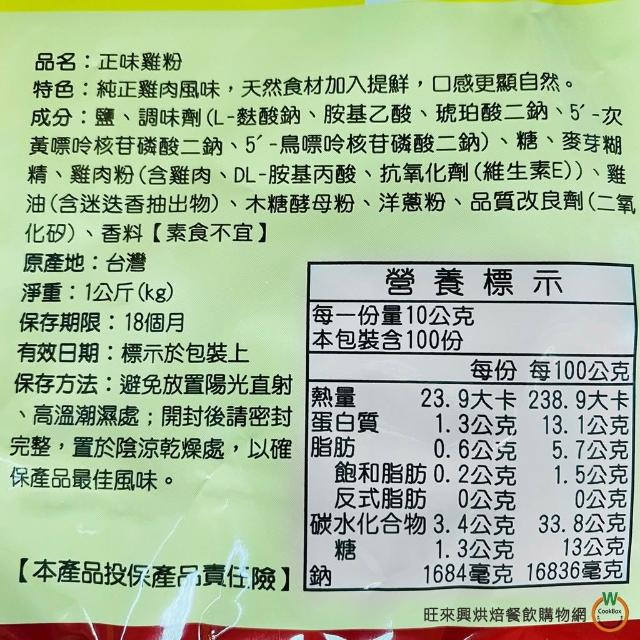 品名：正味雞粉
特色：純正雞肉風味，天然食材加入提鮮，口感更顯自然。
成分：鹽、調味劑(L-麩酸鈉、胺基乙酸、琥珀酸二鈉、5´-次
黃嘌呤核苷磷酸二鈉、5´-鳥嘌呤核苷磷酸二鈉)、糖、麥芽糊
精、雞肉粉(含雞肉、DL-胺基丙酸、抗氧化劑(維生素E))、雞
油(含迷迭香抽出物)、木糖酵母粉、洋蔥粉、品質改良劑(二氧
化矽)、香料【素食不宜】
原產地：台灣
淨重：1公斤(kg)
保存期限：18個月
有效日期：標示於包裝上
保存方法：避免放置陽光直射
、高溫潮濕處；開封後請密封
完整，置於陰涼乾燥處，以確
保產品最佳風味。
【本產品投保產品責任險】
營養標示
每一份量10公克
本包裝含100份
每份 每100公克
熱量 23.9大卡 238.9大卡
蛋白質 1.3公克 13.1公克
脂肪 0.6公克 5.7公克
飽和脂肪 0.2公克 1.5公克
反式脂肪 0公克 0公克
碳水化合物 3.4公克 33.8公克
糖 1.3公克 13公克
鈉 1684毫克 16836毫克
旺來興烘焙餐飲購物網
W
CookBox